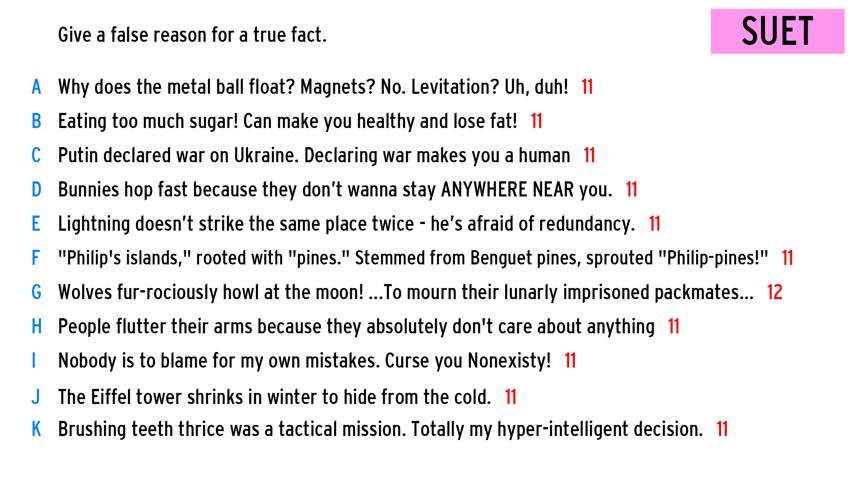 Give a false reason for a true fact.
SUET
A Why does the metal ball float? Magnets? No. Levitation? Uh, duh! 11
B Eating too much sugar! Can make you healthy and lose fat! 11
C Putin declared war on Ukraine. Declaring war makes you a human 11
D Bunnies hop fast because they don't wanna stay ANYWHERE NEAR you. 11
E Lightning doesn't strike the same place twice - he's afraid of redundancy. 11
F "Philip's islands," rooted with "pines." Stemmed from Benguet pines, sprouted "Philip-pines!" 11
G Wolves fur-rociously howl at the moon! ...To mourn their lunarly imprisoned packmates... 12
H People flutter their arms because they absolutely don't care about anything 11
I Nobody is to blame for my own mistakes. Curse you Nonexisty! 11
J The Eiffel tower shrinks in winter to hide from the cold. 11
K Brushing teeth thrice was a tactical mission. Totally my hyper-intelligent decision. 11